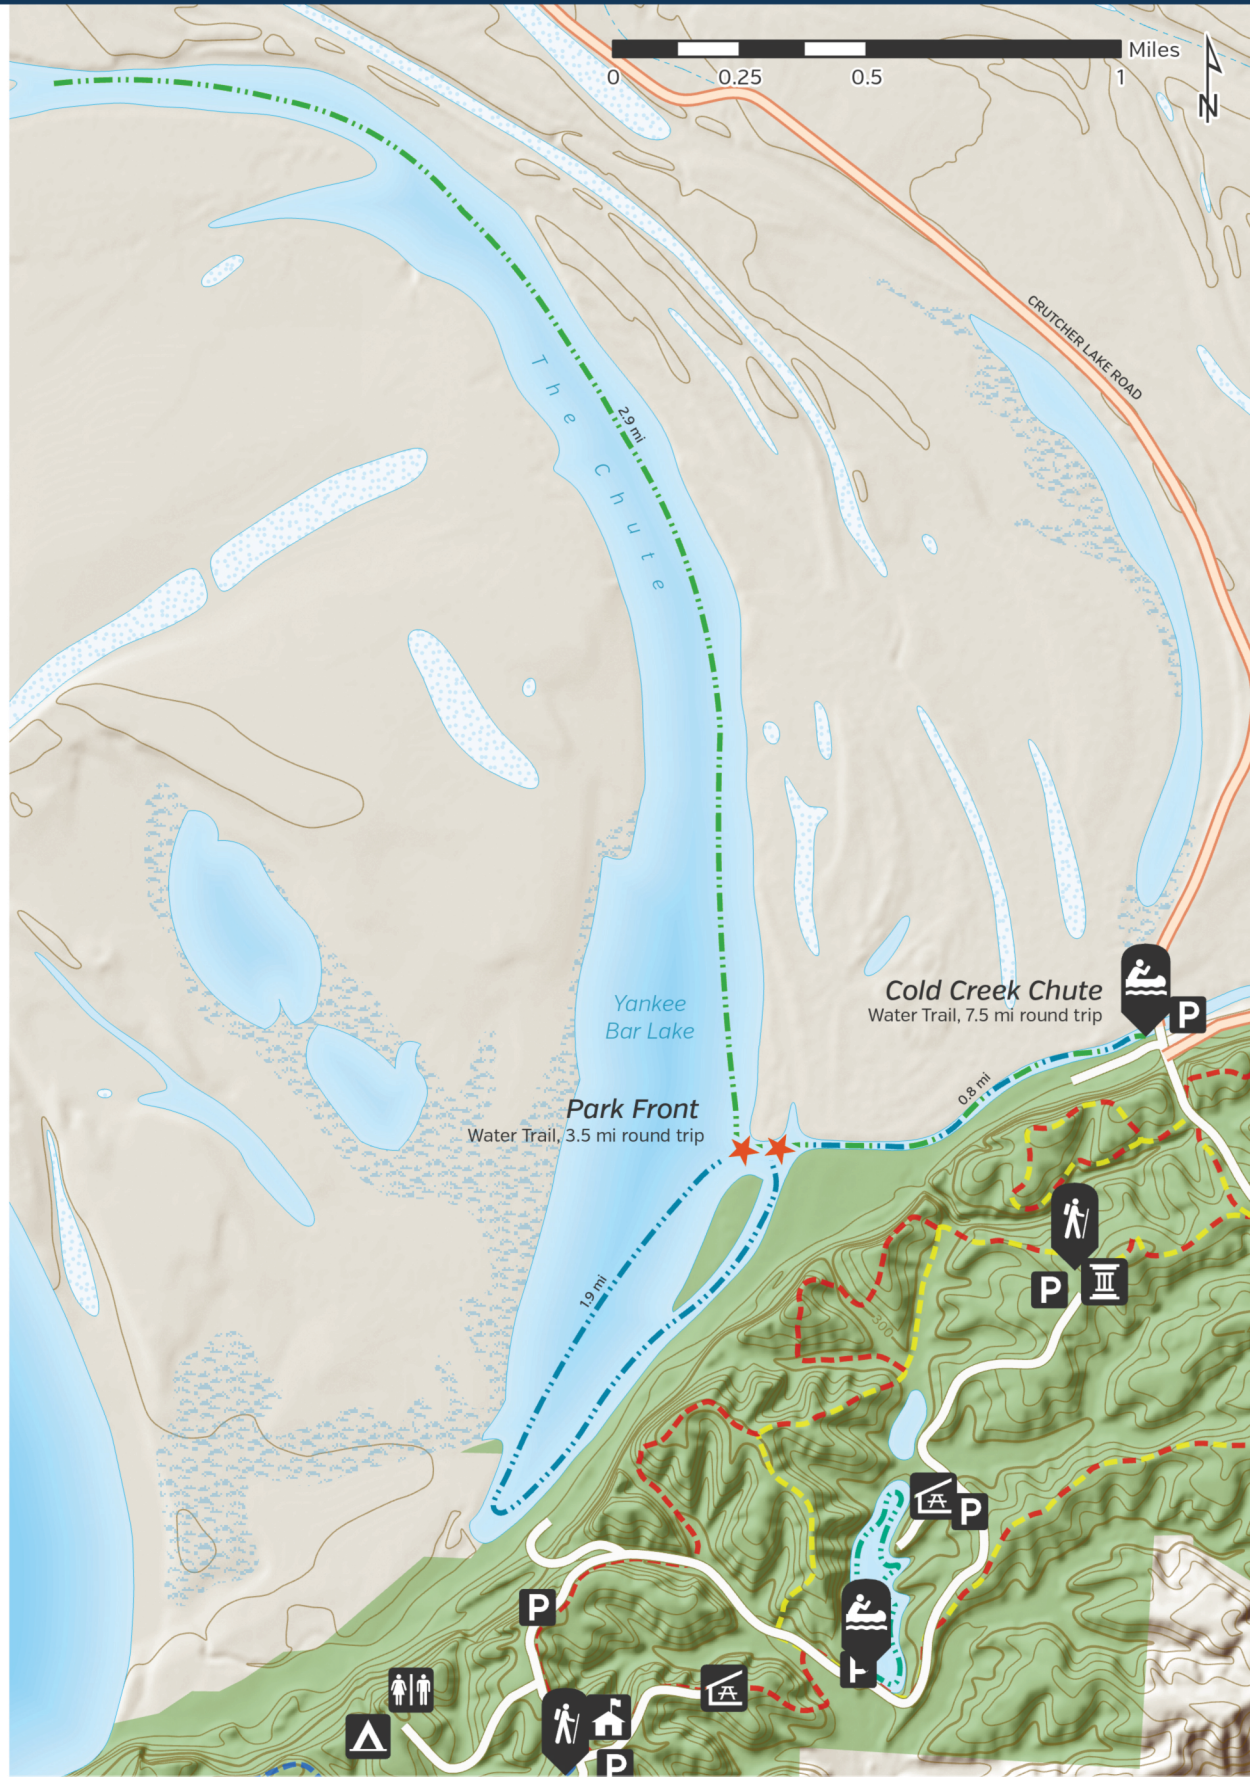 Miles
0
0.25
0.5
1
N
CRUTCHER LAKE ROAD
The Chute
2.9 mi
Cold Creek Chute
Water Trail, 7.5 mi round trip
P
Yankee
Bar Lake
0.8 mi
Park Front
Water Trail, 3.5 mi round trip
P
1.9 mi
300
P
P
P
P